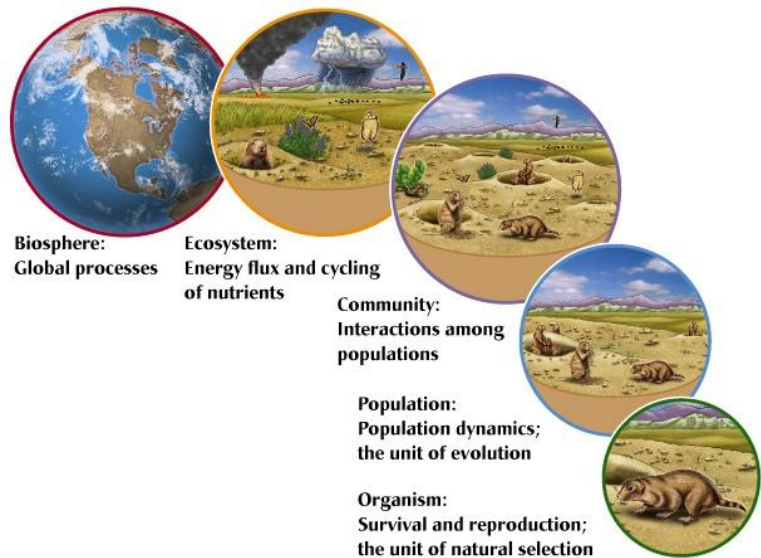 Biosphere:
Global processes
Ecosystem:
Energy flux and cycling
of nutrients
Community:
Interactions among
populations
Population:
Population dynamics;
the unit of evolution
Organism:
Survival and reproduction;
the unit of natural selection